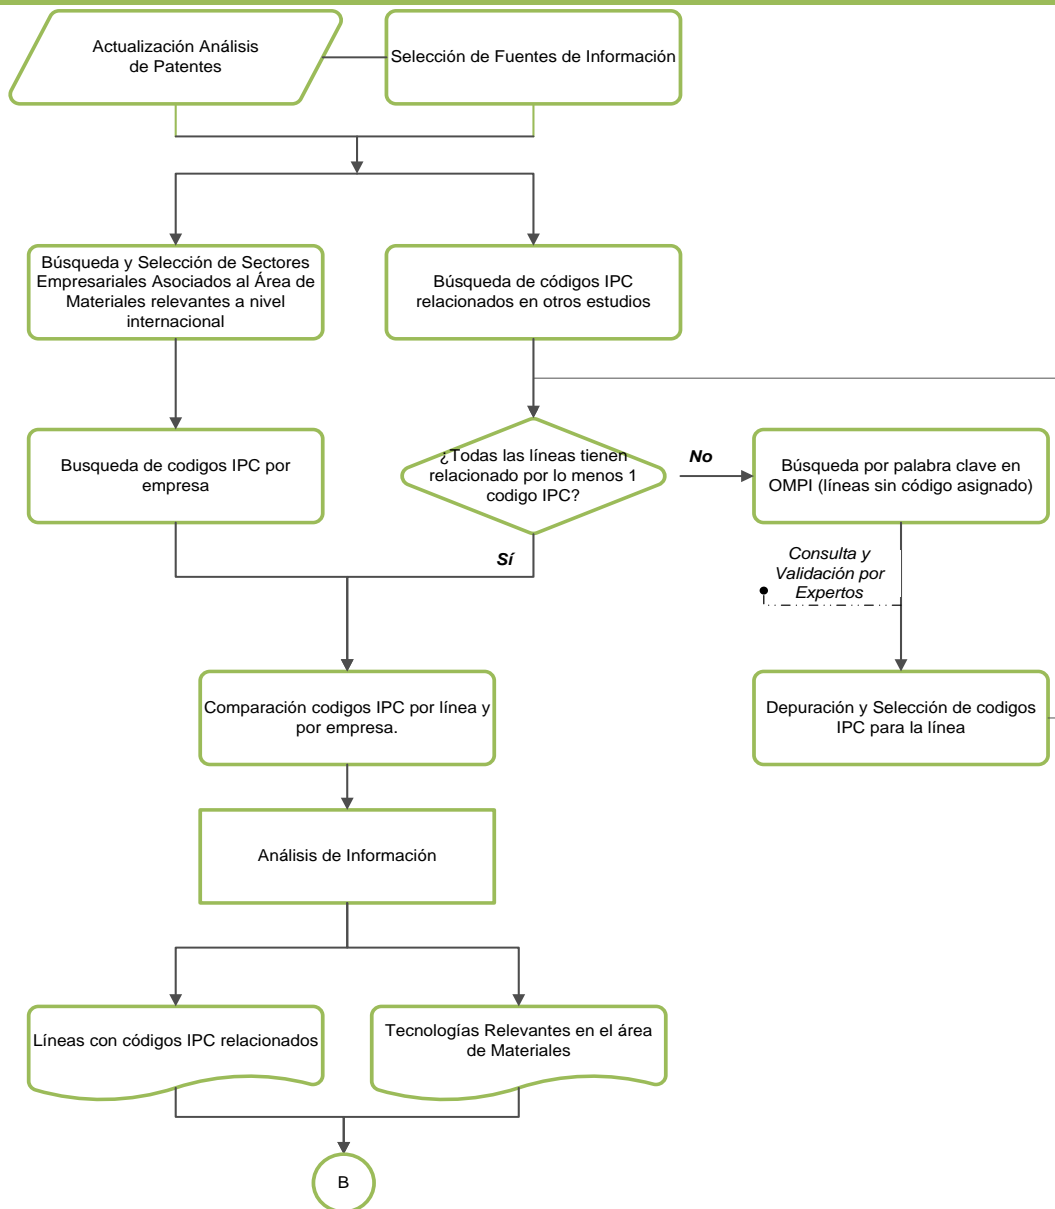 Actualización Análisis
de Patentes
Selección de Fuentes de Información
Búsqueda y Selección de Sectores
Empresariales Asociados al Área de
Materiales relevantes a nivel
internacional
Búsqueda de códigos IPC
relacionados en otros estudios
Busqueda de codigos IPC por
empresa
¿Todas las líneas tienen
relacionado por lo menos 1
codigo IPC?
No
Búsqueda por palabra clave en
OMPI (líneas sin código asignado)
Sí
Consulta y
Validación por
Expertos
Comparación codigos IPC por línea y
por empresa.
Depuración y Selección de codigos
IPC para la línea
Análisis de Información
Líneas con códigos IPC relacionados
Tecnologías Relevantes en el área
de Materiales
B